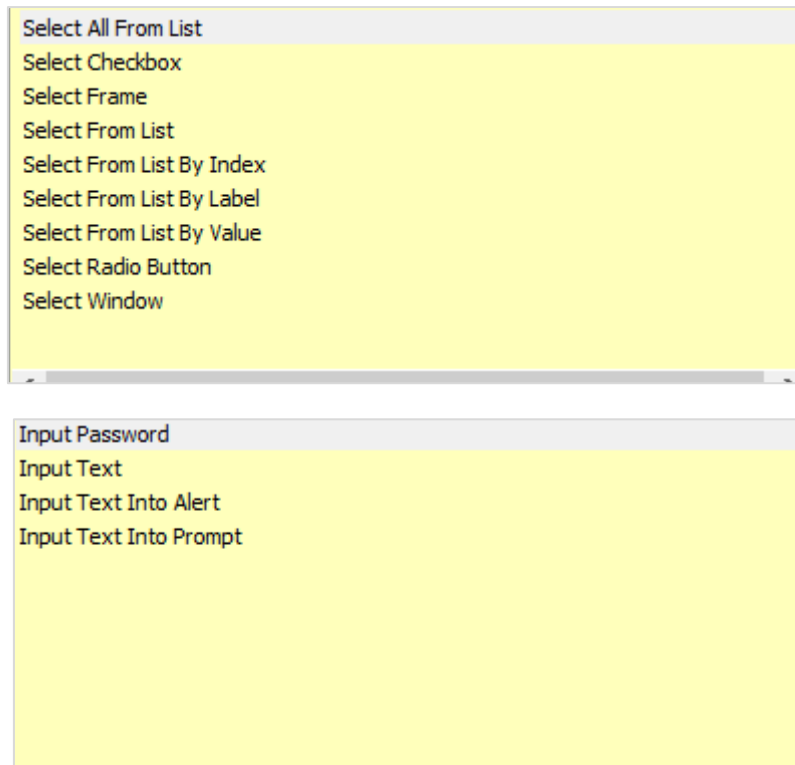 Select All From List
Select Checkbox
Select Frame
Select From List
Select From List By Index
Select From List By Label
Select From List By Value
Select Radio Button
Select Window
Input Password
Input Text
Input Text Into Alert
Input Text Into Prompt